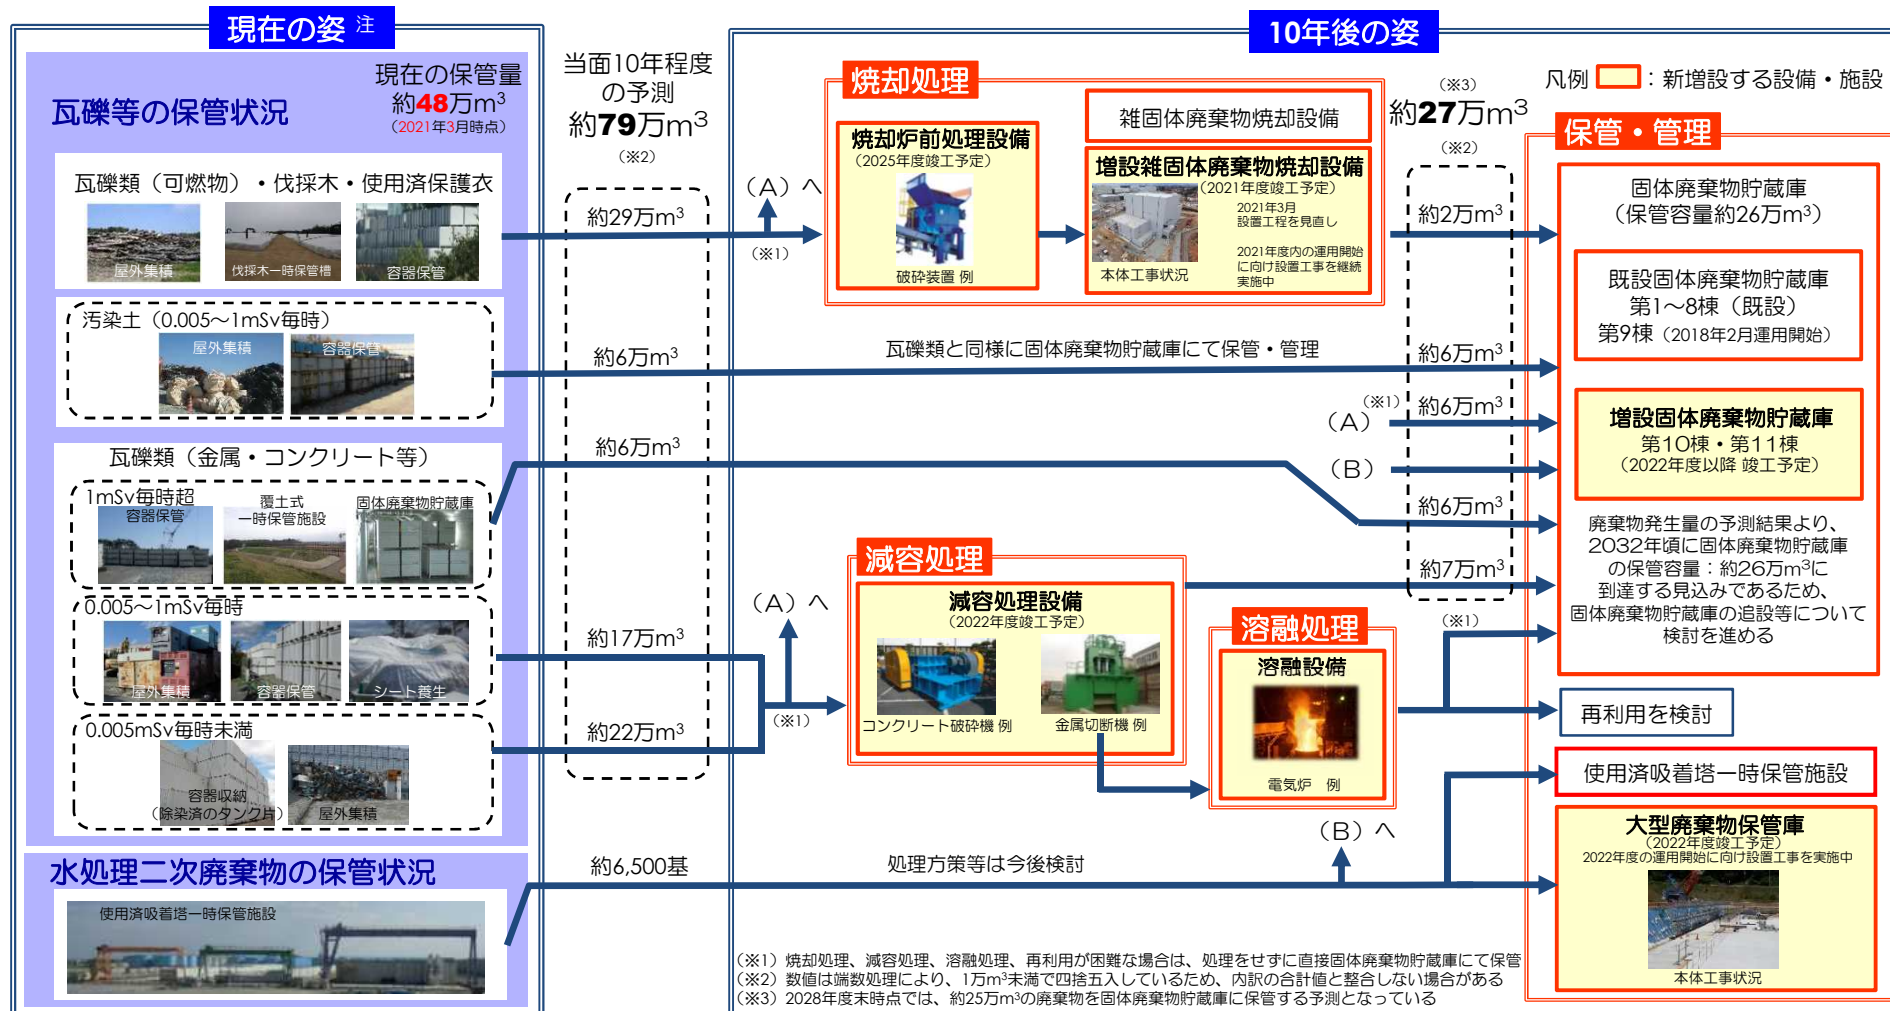 現在の姿 注
瓦礫等の保管状況
現在の保管量
約48万m³
(2021年3月時点)
瓦礫類（可燃物）・伐採木・使用済保護衣
屋外集積
伐採木一時保管槽
容器保管
汚染土（0.005～1mSv毎時）
屋外集積
容器保管
瓦礫類（金属・コンクリート等）
1mSv毎時超
容器保管
覆土式
一時保管施設
固体廃棄物貯蔵庫
0.005～1mSv毎時
屋外集積
容器保管
シート養生
0.005mSv毎時未満
容器収納
(除染済のタンク片)
屋外集積
水処理二次廃棄物の保管状況
使用済吸着塔一時保管施設
当面10年程度
の予測
約79万m³
(※2)
約29万m³
約6万m³
約6万m³
約17万m³
約22万m³
約6,500基
10年後の姿
凡例 ：新増設する設備・施設
焼却処理
（A）へ
(※1)
焼却炉前処理設備
(2025年度竣工予定)
破砕装置 例
雑固体廃棄物焼却設備
増設雑固体廃棄物焼却設備
(2021年度竣工予定)
2021年3月
設置工程を見直し
2021年度内の運用開始
に向け設置工事を継続
実施中
本体工事状況
瓦礫類と同様に固体廃棄物貯蔵庫にて保管・管理
（A）
(※1)
（B）
減容処理
（A）へ
(※1)
減容処理設備
(2022年度竣工予定)
コンクリート破砕機 例
金属切断機 例
溶融処理
溶融設備
電気炉 例
(※1)
（B）へ
処理方策等は今後検討
(※3)
約27万m³
(※2)
約2万m³
約6万m³
約6万m³
約6万m³
約7万m³
保管・管理
固体廃棄物貯蔵庫
（保管容量約26万m³）
既設固体廃棄物貯蔵庫
第1～8棟（既設）
第9棟（2018年2月運用開始）
増設固体廃棄物貯蔵庫
第10棟・第11棟
(2022年度以降 竣工予定)
廃棄物発生量の予測結果より、
2032年頃に固体廃棄物貯蔵庫
の保管容量：約26万m³に
到達する見込みであるため、
固体廃棄物貯蔵庫の追設等について
検討を進める
再利用を検討
使用済吸着塔一時保管施設
大型廃棄物保管庫
(2022年度竣工予定)
2022年度の運用開始に向け設置工事を実施中
本体工事状況
(※1) 焼却処理、減容処理、溶融処理、再利用が困難な場合は、処理をせずに直接固体廃棄物貯蔵庫にて保管
(※2) 数値は端数処理により、1万m³未満で四捨五入しているため、内訳の合計値と整合しない場合がある
(※3) 2028年度末時点では、約25万m³の廃棄物を固体廃棄物貯蔵庫に保管する予測となっている